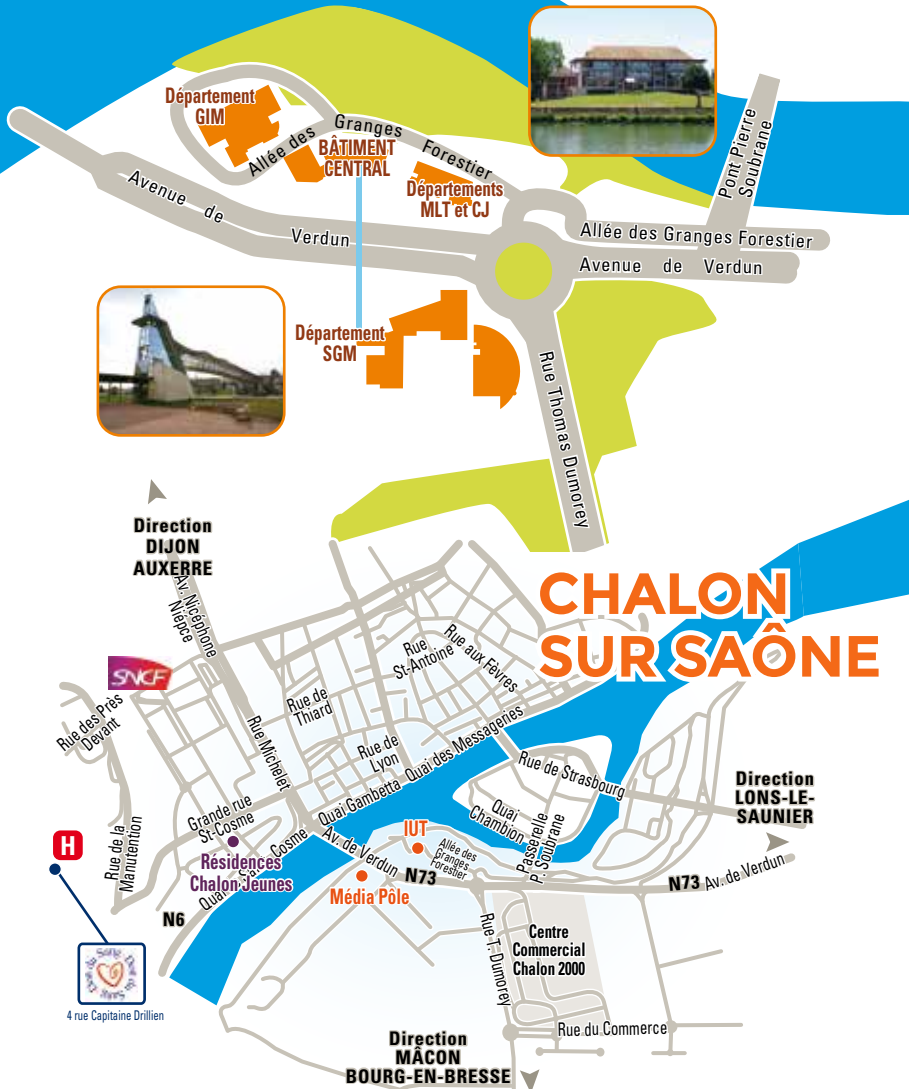 Département
GIM
Allée des Granges Forestier
BÂTIMENT
CENTRAL
Départements
MLT et CJ
Pont Pierre
Soubrane
Avenue de Verdun
Allée des Granges Forestier
Avenue de Verdun
Département
SGM
Rue Thomas Dumorey
Direction
DIJON
AUXERRE
CHALON
SUR SAÔNE
Av. Nicéphone
Niépce
SNCF
Rue des Près
Devant
Rue
St-Antoine
Rue aux Fèvres
Rue de
Thiard
Rue Michelet
Rue de
Lyon
Quai Gambetta
Quai des Messageries
Rue de Strasbourg
Direction
LONS-LE-
SAUNIER
Quai
Chambion
Passerelle
P. Soubrane
Grande rue
St-Cosme
Rue de la
Manutention
H
Résidences
Chalon Jeunes
Cosme
Av. de Verdun
IUT
Allée des
Granges
Forestier
N73
N73 Av. de Verdun
Média Pôle
N6
Rue T. Dumorey
Centre
Commercial
Chalon 2000
Don du Sang
4 rue Capitaine Drillien
Rue du Commerce
Direction
MÂCON
BOURG-EN-BRESSE